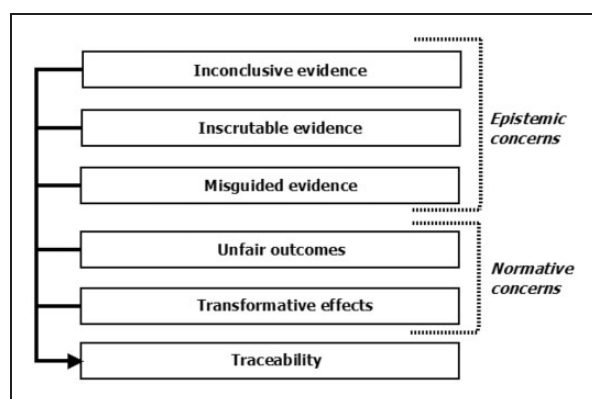 Inconclusive evidence
Inscrutable evidence
Misguided evidence
Epistemic
concerns
Unfair outcomes
Transformative effects
Normative
concerns
Traceability